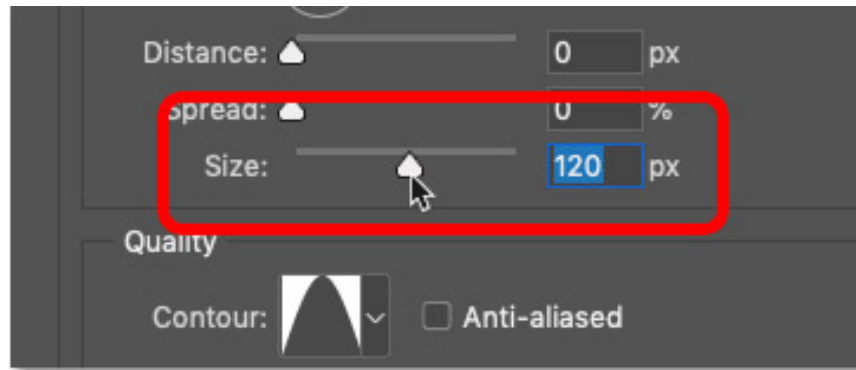 Distance: 0 px
Spread: 0 %
Size: 120 px
Quality
Contour: Anti-aliased